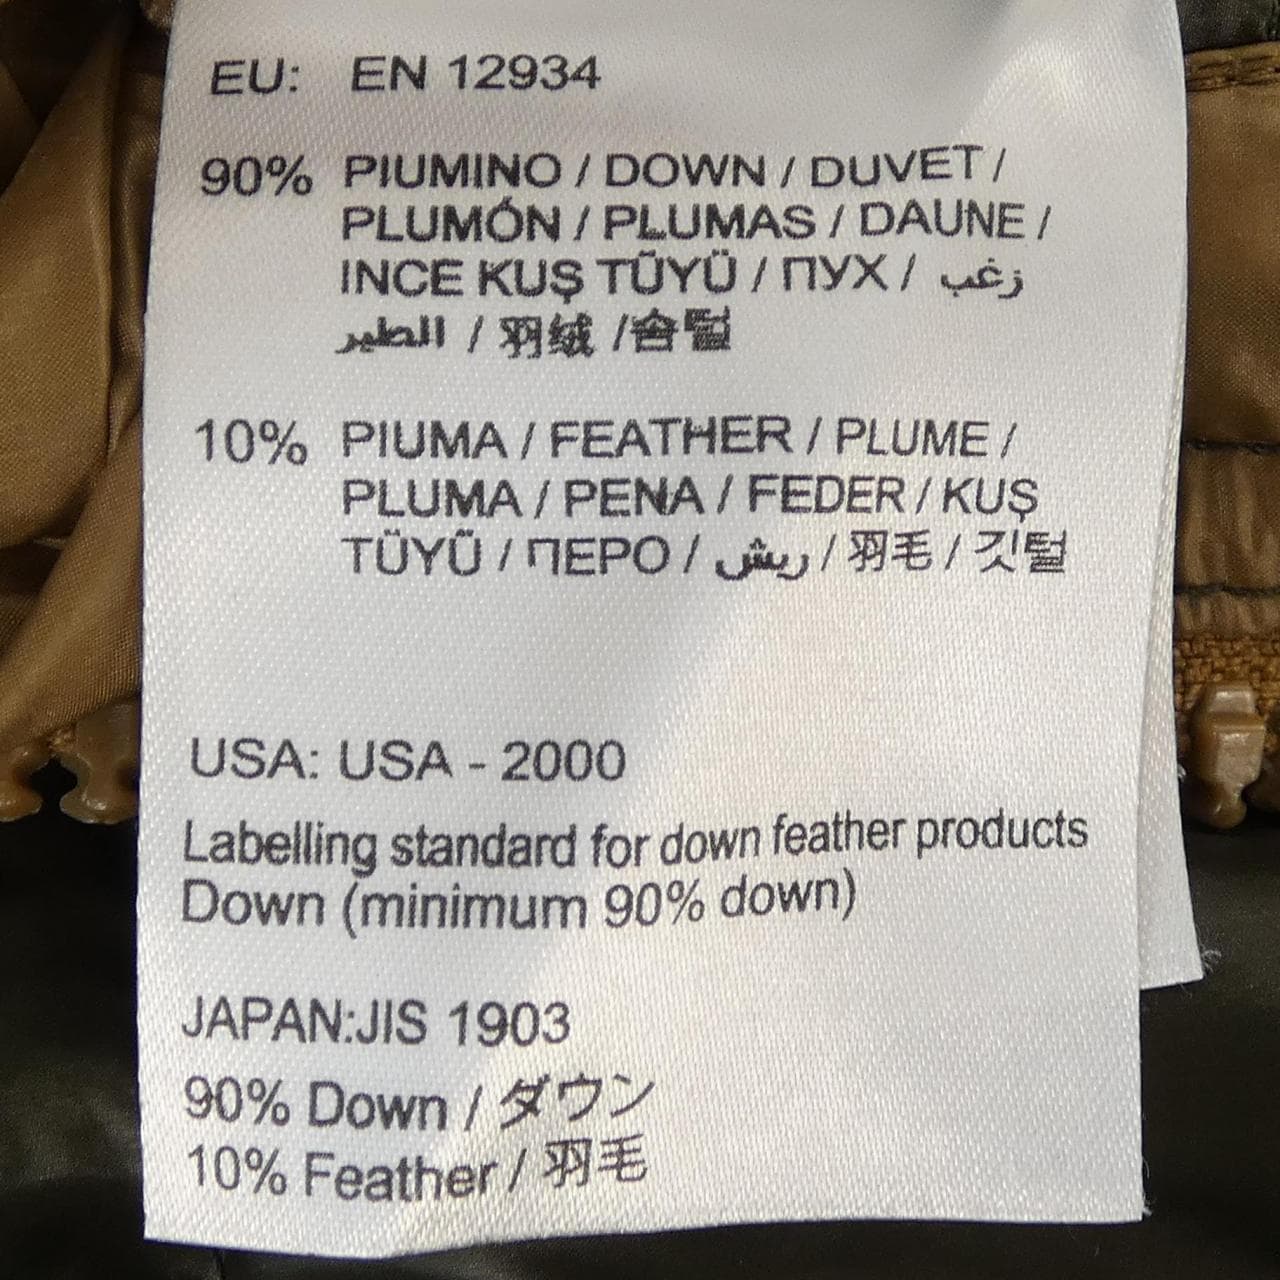 EU: EN 12934
90% PIUMINO / DOWN / DUVET /
PLUMÓN / PLUMAS / DAUNE /
INCE KUŞ TÜYÜ / ПУХ / زغب
الطير / 羽绒 /솜털
10% PIUMA / FEATHER / PLUME /
PLUMA / PENA / FEDER / KUŞ
TÜYÜ / ПЕРО / ريش / 羽毛 / 깃털
USA: USA - 2000
Labelling standard for down feather products
Down (minimum 90% down)
JAPAN:JIS 1903
90% Down / ダウン
10% Feather / 羽毛